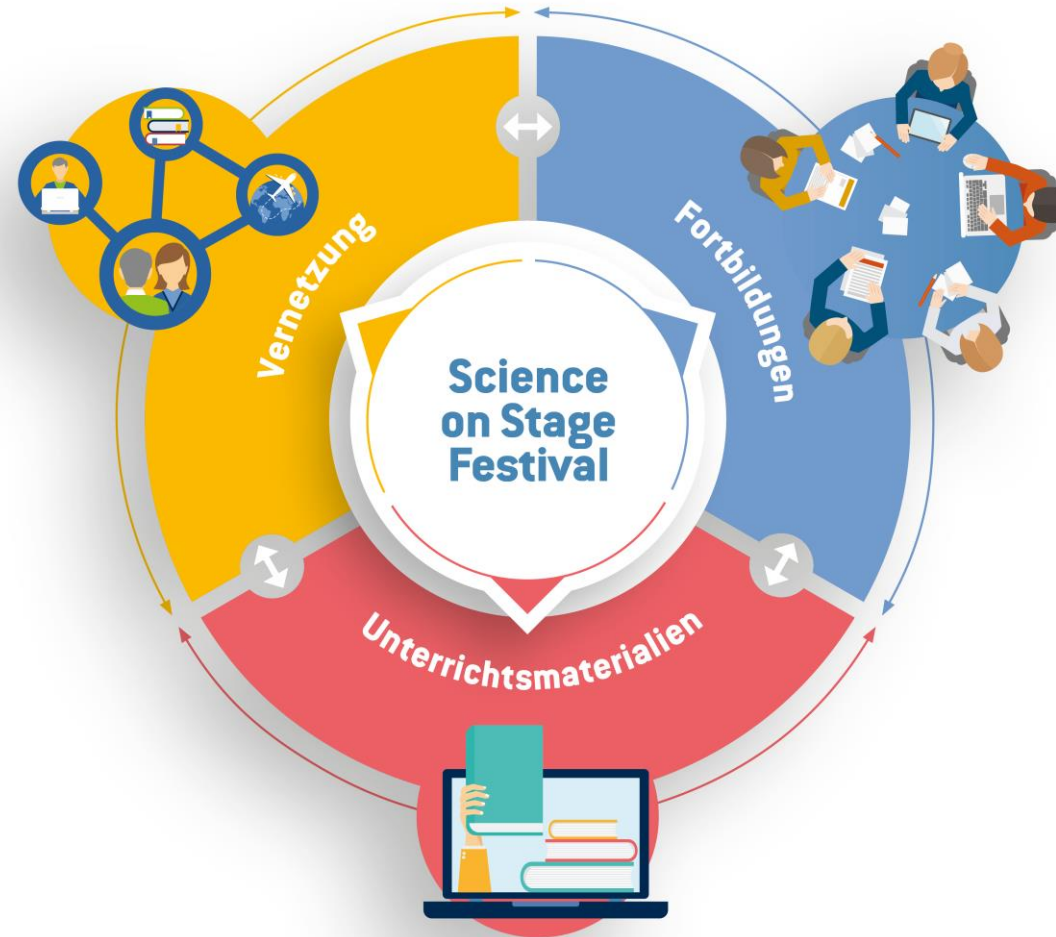 Vernetzung
Fortbildungen
Science
on Stage
Festival
Unterrichtsmaterialien